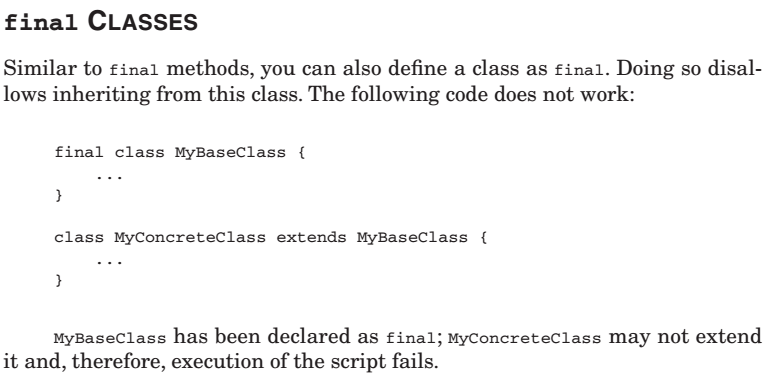 final CLASSES
Similar to final methods, you can also define a class as final. Doing so disal-
lows inheriting from this class. The following code does not work:
final class MyBaseClass {
...
}
class MyConcreteClass extends MyBaseClass {
...
}
MyBaseClass has been declared as final; MyConcreteClass may not extend
it and, therefore, execution of the script fails.